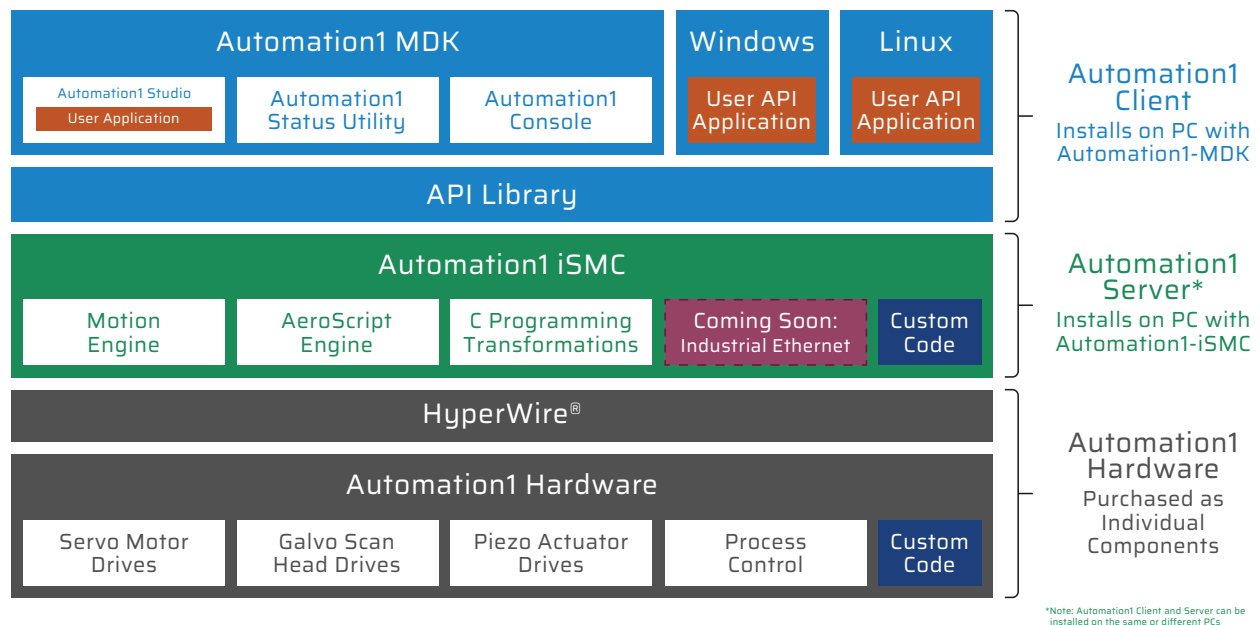 Automation1 MDK
Automation1 Studio
User Application
Automation1
Status Utility
Automation1
Console
Windows
User API
Application
Linux
User API
Application
API Library
Automation1
Client
Installs on PC with
Automation1-MDK
Automation1 iSMC
Motion
Engine
AeroScript
Engine
C Programming
Transformations
Coming Soon:
Industrial Ethernet
Custom
Code
Automation1
Server*
Installs on PC with
Automation1-iSMC
HyperWire®
Automation1 Hardware
Servo Motor
Drives
Galvo Scan
Head Drives
Piezo Actuator
Drives
Process
Control
Custom
Code
Automation1
Hardware
Purchased as
Individual
Components
*Note: Automation1 Client and Server can be
installed on the same or different PCs